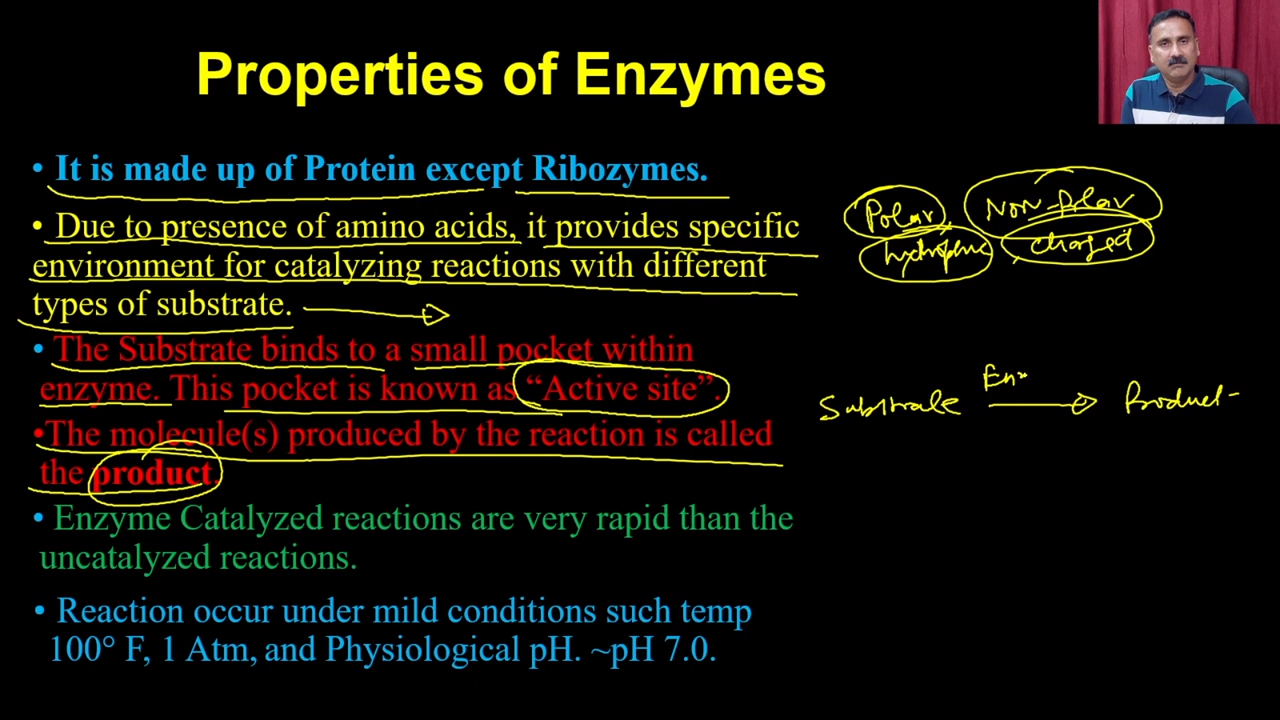 Properties of Enzymes
• It is made up of Protein except Ribozymes.
• Due to presence of amino acids, it provides specific
environment for catalyzing reactions with different
types of substrate.
• The Substrate binds to a small pocket within
enzyme. This pocket is known as “Active site”.
•The molecule(s) produced by the reaction is called
the product.
• Enzyme Catalyzed reactions are very rapid than the
uncatalyzed reactions.
• Reaction occur under mild conditions such temp
100° F, 1 Atm, and Physiological pH. ~pH 7.0.
Polar, Non-polar
charged
Substrate Enz Product